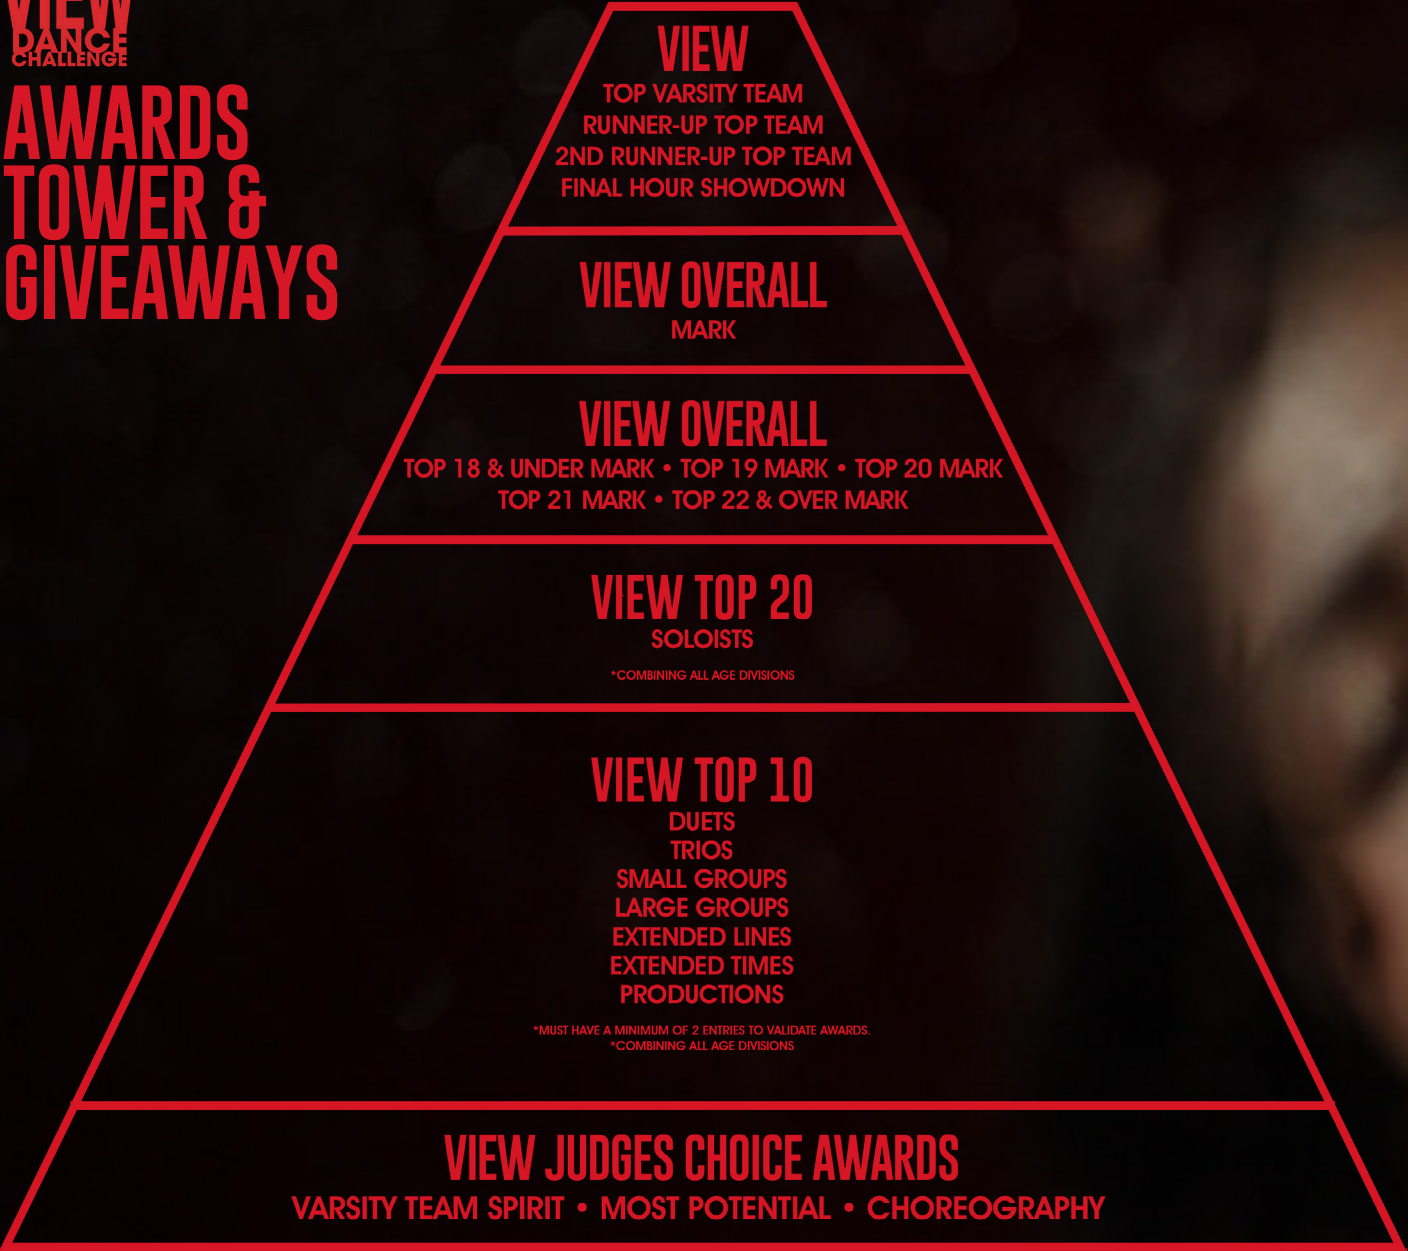 VIEW
DANCE
CHALLENGE
AWARDS
TOWER &
GIVEAWAYS
VIEW
TOP VARSITY TEAM
RUNNER-UP TOP TEAM
2ND RUNNER-UP TOP TEAM
FINAL HOUR SHOWDOWN
VIEW OVERALL
MARK
VIEW OVERALL
TOP 18 & UNDER MARK • TOP 19 MARK • TOP 20 MARK
TOP 21 MARK • TOP 22 & OVER MARK
VIEW TOP 20
SOLOISTS
*COMBINING ALL AGE DIVISIONS
VIEW TOP 10
DUETS
TRIOS
SMALL GROUPS
LARGE GROUPS
EXTENDED LINES
EXTENDED TIMES
PRODUCTIONS
*MUST HAVE A MINIMUM OF 2 ENTRIES TO VALIDATE AWARDS.
*COMBINING ALL AGE DIVISIONS
VIEW JUDGES CHOICE AWARDS
VARSITY TEAM SPIRIT • MOST POTENTIAL • CHOREOGRAPHY